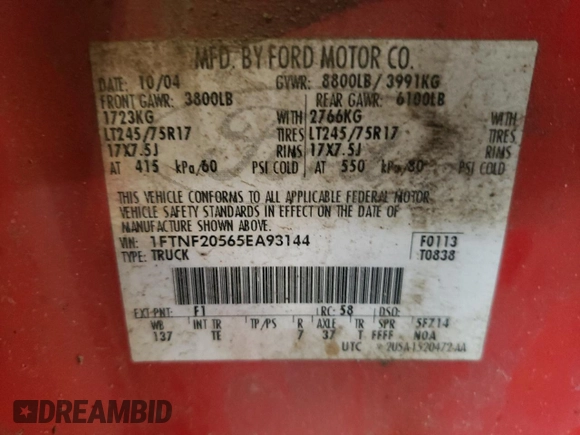 MFD. BY FORD MOTOR CO.
DATE: 10/04 GVWR: 8800LB/ 3991KG
FRONT GAWR: 3800LB REAR GAWR: 6100LB
1723KG WITH 2766KG WITH
LT245/75R17 TIRES LT245/75R17 TIRES
17X7.5J RIMS 17X7.5J RIMS
AT 415 kPa/60 PSI COLD AT 550 kPa/80 PSI COLD
THIS VEHICLE CONFORMS TO ALL APPLICABLE FEDERAL MOTOR
VEHICLE SAFETY STANDARDS IN EFFECT ON THE DATE OF
MANUFACTURE SHOWN ABOVE.
VIN: 1FTNF20565EA93144 F0113
TYPE: TRUCK T0838
EXT PNT: F1 RC: 58 DSO:
WB INT TR TP/PS R AXLE TR SPR 5FZ14
137 TE 7 37 T FFFF NOA
UTC
DREAMBID